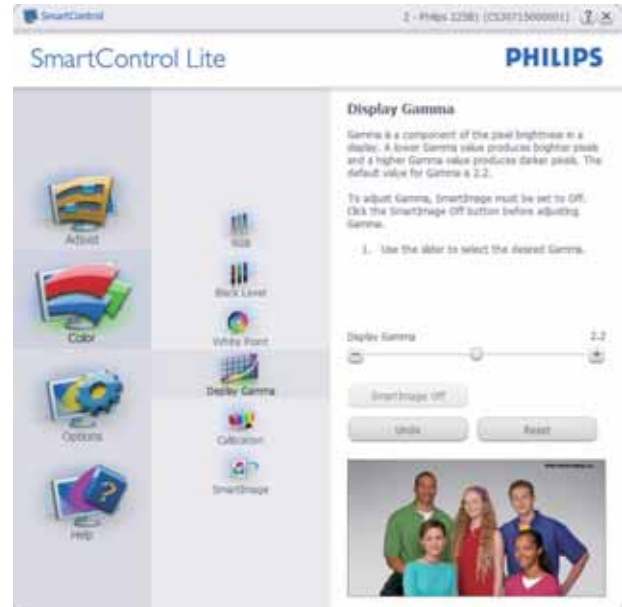 SmartControl
SmartControl Lite
PHILIPS
Adjust
Color
Options
Help
RGB
Black Level
White Point
Display Gamma
Calibration
SmartImage
Display Gamma
Gamma is a component of the pixel brightness in a
display. A lower Gamma value produces brighter pixels
and a higher Gamma value produces darker pixels. The
default value for Gamma is 2.2.
To adjust Gamma, SmartImage must be set to Off.
Click the SmartImage Off button before adjusting
Gamma.
1. Use the slider to select the desired Gamma.
Display Gamma 2.2
SmartImage Off
Undo Reset